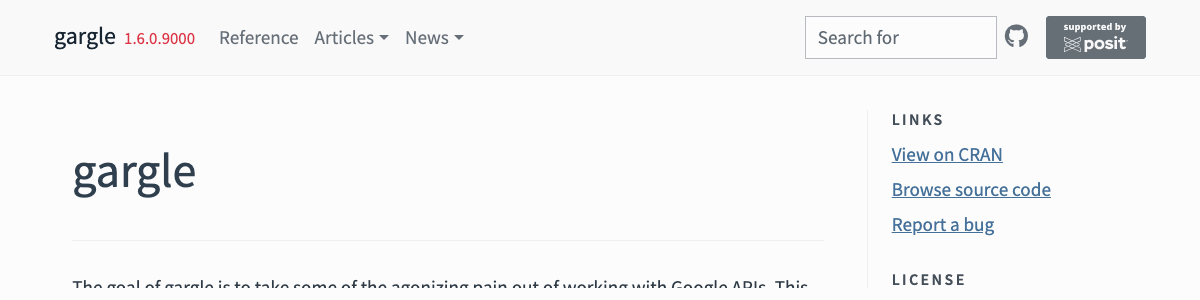 gargle 1.6.0.9000 Reference Articles News Search for supported by posit
gargle
The goal of gargle is to take some of the agonizing pain out of working with Google APIs. This
LINKS
View on CRAN
Browse source code
Report a bug
LICENSE